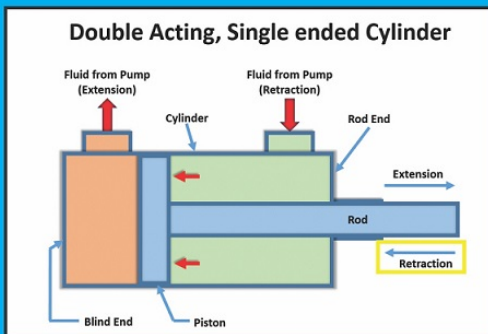 Double Acting, Single ended Cylinder
Fluid from Pump
(Extension)
Fluid from Pump
(Retraction)
Cylinder
Rod End
Extension
Rod
Retraction
Blind End
Piston